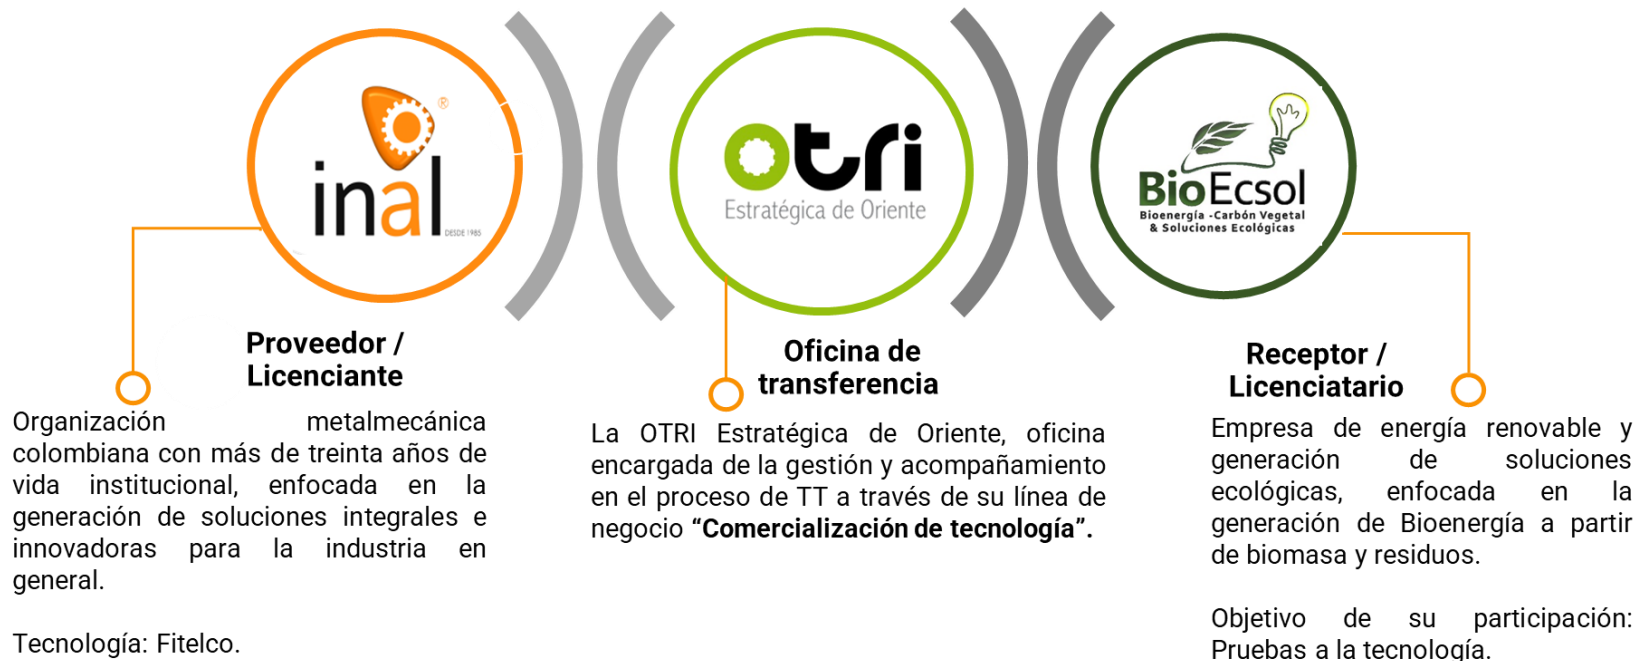 ®
inal
DESDE 1985
Proveedor /
Licenciante
Organización metalmecánica
colombiana con más de treinta años de
vida institucional, enfocada en la
generación de soluciones integrales e
innovadoras para la industria en
general.
Tecnología: Fitelco.
otri
Estratégica de Oriente
Oficina de
transferencia
La OTRI Estratégica de Oriente, oficina
encargada de la gestión y acompañamiento
en el proceso de TT a través de su línea de
negocio “Comercialización de tecnología”.
BioEcsol
Bioenergía -Carbón Vegetal
& Soluciones Ecológicas
Receptor /
Licenciatario
Empresa de energía renovable y
generación de soluciones
ecológicas, enfocada en la
generación de Bioenergía a partir
de biomasa y residuos.
Objetivo de su participación:
Pruebas a la tecnología.